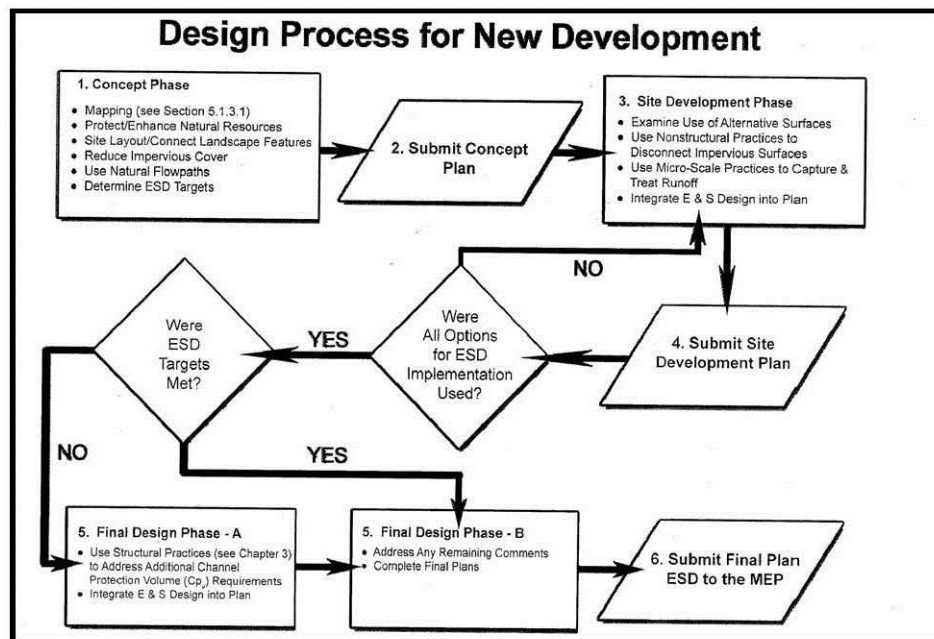 Design Process for New Development
1. Concept Phase
• Mapping (see Section 5.1.3.1)
• Protect/Enhance Natural Resources
• Site Layout/Connect Landscape Features
• Reduce Impervious Cover
• Use Natural Flowpaths
• Determine ESD Targets
2. Submit Concept
Plan
3. Site Development Phase
• Examine Use of Alternative Surfaces
• Use Nonstructural Practices to
Disconnect Impervious Surfaces
• Use Micro-Scale Practices to Capture &
Treat Runoff
• Integrate E & S Design into Plan
NO
4. Submit Site
Development Plan
Were
All Options
for ESD
Implementation
Used?
YES
Were
ESD
Targets
Met?
NO
YES
5. Final Design Phase - A
• Use Structural Practices (see Chapter 3)
to Address Additional Channel
Protection Volume (Cpv) Requirements
• Integrate E & S Design into Plan
5. Final Design Phase - B
• Address Any Remaining Comments
• Complete Final Plans
6. Submit Final Plan
ESD to the MEP